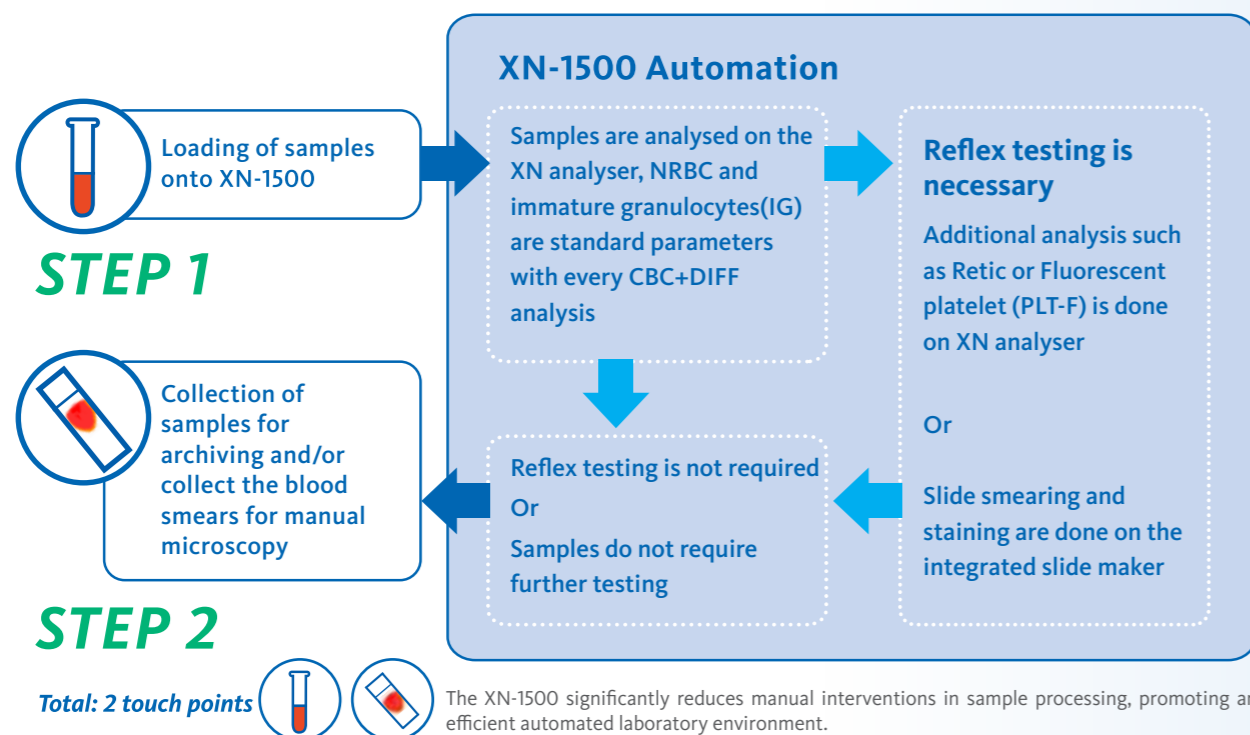 XN-1500 Automation
Loading of samples
onto XN-1500
STEP 1
Samples are analysed on the
XN analyser, NRBC and
immature granulocytes(IG)
are standard parameters
with every CBC+DIFF
analysis
Reflex testing is
necessary
Additional analysis such
as Retic or Fluorescent
platelet (PLT-F) is done
on XN analyser
Or
Slide smearing and
staining are done on the
integrated slide maker
Reflex testing is not required
Or
Samples do not require
further testing
Collection of
samples for
archiving and/or
collect the blood
smears for manual
microscopy
STEP 2
Total: 2 touch points
The XN-1500 significantly reduces manual interventions in sample processing, promoting
efficient automated laboratory environment.